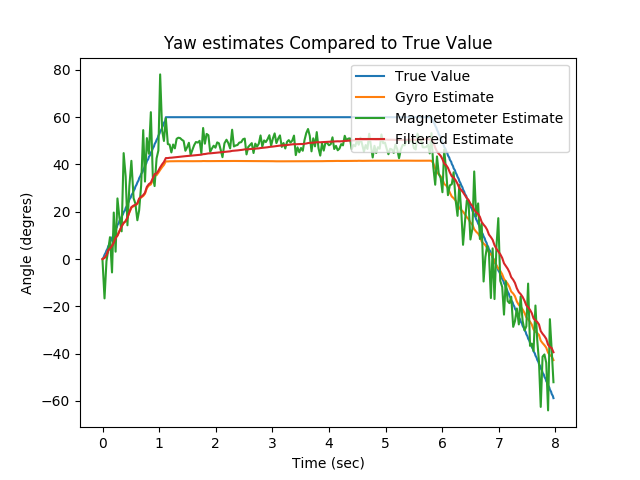 Yaw estimates Compared to True Value
True Value
Gyro Estimate
Magnetometer Estimate
Filtered Estimate
Angle (degres)
80
60
40
20
0
−20
−40
−60
0 1 2 3 4 5 6 7 8
Time (sec)